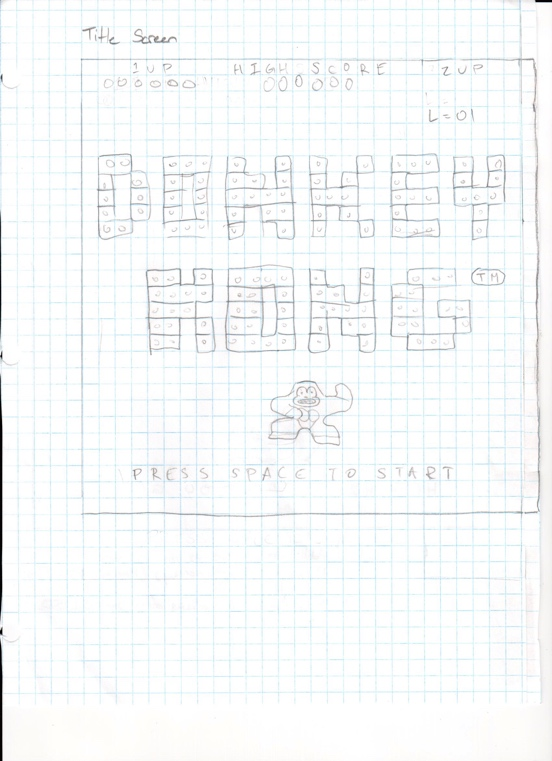 Title Screen
1UP HIGH SCORE 2UP
000000 000000
L=01
DONKEY
KONG TM
PRESS SPACE TO START